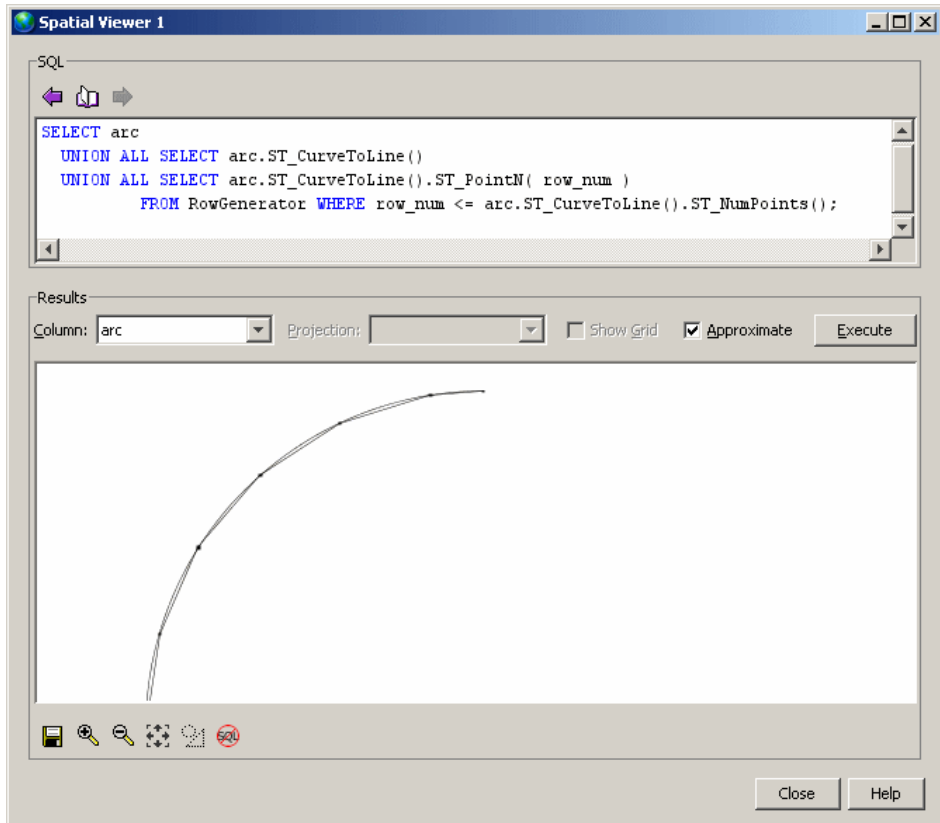 Spatial Viewer 1
SQL
SELECT arc
UNION ALL SELECT arc.ST_CurveToLine()
UNION ALL SELECT arc.ST_CurveToLine().ST_PointN( row_num )
FROM RowGenerator WHERE row_num <= arc.ST_CurveToLine().ST_NumPoints();
Results
Column: arc Projection: Show Grid Approximate Execute
SQL
Close Help